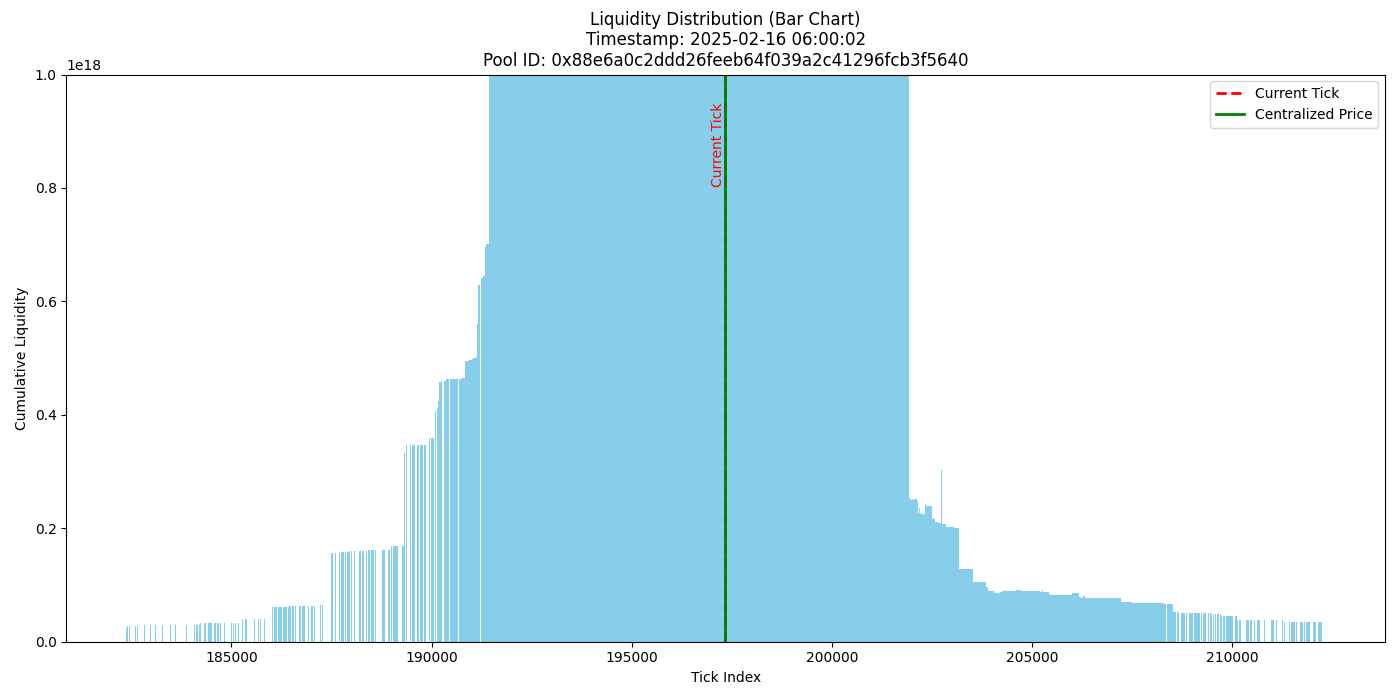 Liquidity Distribution (Bar Chart)
Timestamp: 2025-02-16 06:00:02
Pool ID: 0x88e6a0c2ddd26feeb64f039a2c41296fcb3f5640
1e18
1.0
0.8
0.6
0.4
0.2
0.0
Cumulative Liquidity
Current Tick
Current Tick
Centralized Price
185000
190000
195000
200000
205000
210000
Tick Index